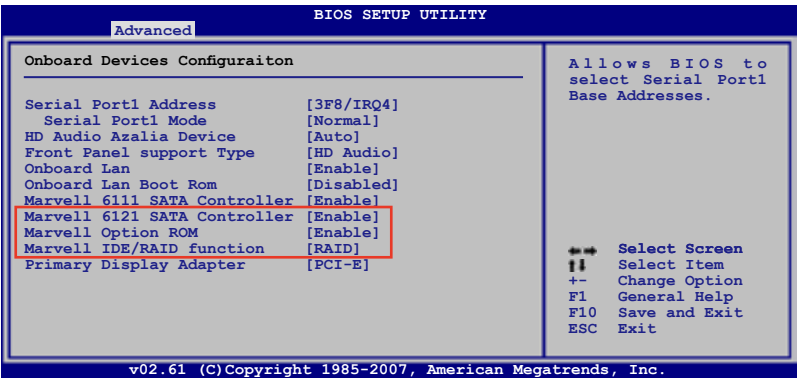 BIOS SETUP UTILITY
Advanced
Onboard Devices Configuraiton
Serial Port1 Address [3F8/IRQ4]
Serial Port1 Mode [Normal]
HD Audio Azalia Device [Auto]
Front Panel support Type [HD Audio]
Onboard Lan [Enable]
Onboard Lan Boot Rom [Disabled]
Marvell 6111 SATA Controller [Enable]
Marvell 6121 SATA Controller [Enable]
Marvell Option ROM [Enable]
Marvell IDE/RAID function [RAID]
Primary Display Adapter [PCI-E]
Allows BIOS to
select Serial Port1
Base Addresses.
Select Screen
Select Item
+- Change Option
F1 General Help
F10 Save and Exit
ESC Exit
v02.61 (C)Copyright 1985-2007, American Megatrends, Inc.